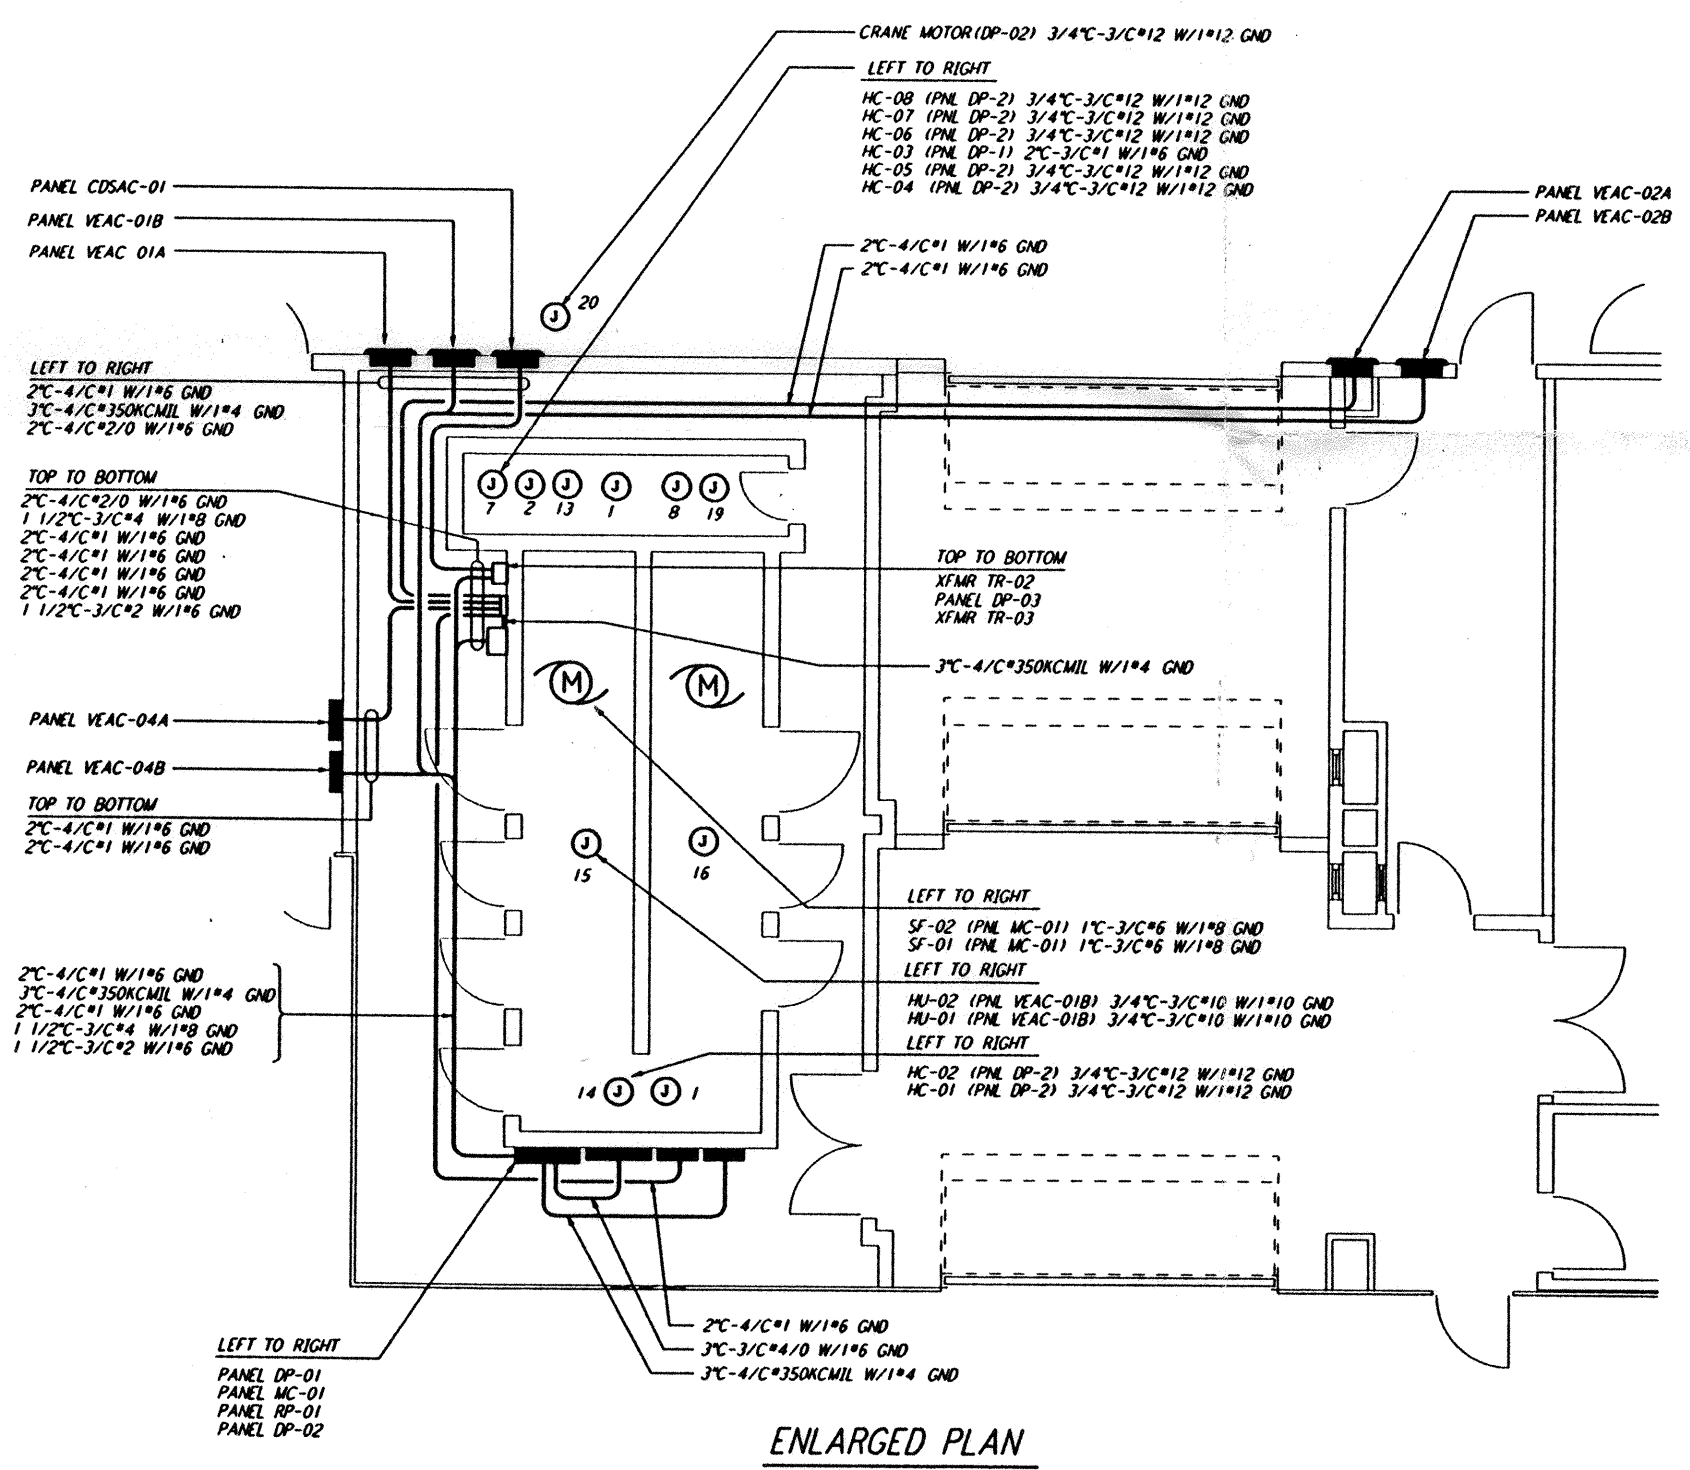 CRANE MOTOR(DP-02) 3/4"C-3/C#12 W/1#12 GND
LEFT TO RIGHT
HC-08 (PNL DP-2) 3/4"C-3/C#12 W/1#12 GND
HC-07 (PNL DP-2) 3/4"C-3/C#12 W/1#12 GND
HC-06 (PNL DP-2) 3/4"C-3/C#12 W/1#12 GND
HC-03 (PNL DP-1) 2"C-3/C#1 W/1#6 GND
HC-05 (PNL DP-2) 3/4"C-3/C#12 W/1#12 GND
HC-04 (PNL DP-2) 3/4"C-3/C#12 W/1#12 GND
PANEL CDSAC-01
PANEL VEAC-01B
PANEL VEAC 01A
PANEL VEAC-02A
PANEL VEAC-02B
2"C-4/C#1 W/1#6 GND
2"C-4/C#1 W/1#6 GND
J 20
LEFT TO RIGHT
2"C-4/C#1 W/1#6 GND
3"C-4/C#350KCMIL W/1#4 GND
2"C-4/C#2/0 W/1#6 GND
TOP TO BOTTOM
2"C-4/C#2/0 W/1#6 GND
1 1/2"C-3/C#4 W/1#8 GND
2"C-4/C#1 W/1#6 GND
2"C-4/C#1 W/1#6 GND
2"C-4/C#1 W/1#6 GND
2"C-4/C#1 W/1#6 GND
1 1/2"C-3/C#2 W/1#6 GND
J J J J J J
7 2 13 1 8 19
TOP TO BOTTOM
XFMR TR-02
PANEL DP-03
XFMR TR-03
3"C-4/C#350KCMIL W/1#4 GND
M M
PANEL VEAC-04A
PANEL VEAC-04B
TOP TO BOTTOM
2"C-4/C#1 W/1#6 GND
2"C-4/C#1 W/1#6 GND
J J
15 16
LEFT TO RIGHT
SF-02 (PNL MC-01) 1"C-3/C#6 W/1#8 GND
SF-01 (PNL MC-01) 1"C-3/C#6 W/1#8 GND
LEFT TO RIGHT
HU-02 (PNL VEAC-01B) 3/4"C-3/C#10 W/1#10 GND
HU-01 (PNL VEAC-01B) 3/4"C-3/C#10 W/1#10 GND
LEFT TO RIGHT
HC-02 (PNL DP-2) 3/4"C-3/C#12 W/1#12 GND
HC-01 (PNL DP-2) 3/4"C-3/C#12 W/1#12 GND
2"C-4/C#1 W/1#6 GND
3"C-4/C#350KCMIL W/1#4 GND
2"C-4/C#1 W/1#6 GND
1 1/2"C-3/C#4 W/1#8 GND
1 1/2"C-3/C#2 W/1#6 GND
14 J J 1
2"C-4/C#1 W/1#6 GND
3"C-3/C#4/0 W/1#6 GND
3"C-4/C#350KCMIL W/1#4 GND
LEFT TO RIGHT
PANEL DP-01
PANEL MC-01
PANEL RP-01
PANEL DP-02
ENLARGED PLAN